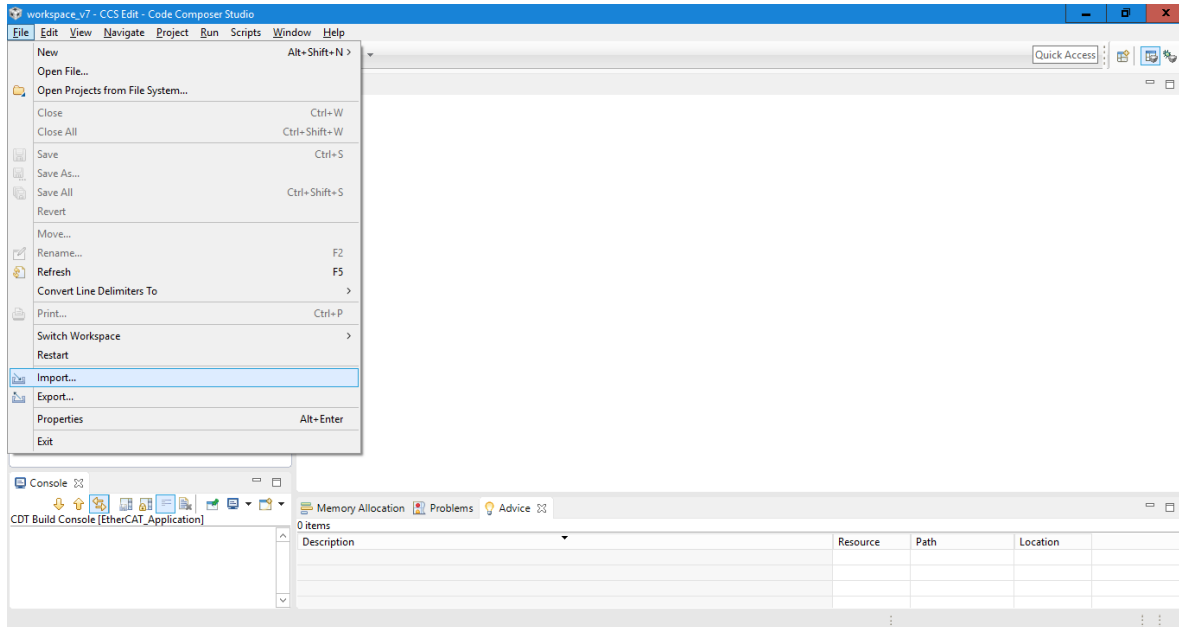 workspace_v7 - CCS Edit - Code Composer Studio
File Edit View Navigate Project Run Scripts Window Help
New Alt+Shift+N >
Quick Access
Open File...
Open Projects from File System...
Close Ctrl+W
Close All Ctrl+Shift+W
Save Ctrl+S
Save As...
Save All Ctrl+Shift+S
Revert
Move...
Rename... F2
Refresh F5
Convert Line Delimiters To >
Print... Ctrl+P
Switch Workspace >
Restart
Import...
Export...
Properties Alt+Enter
Exit
Console
CDT Build Console [EtherCAT_Application]
Memory Allocation Problems Advice
0 items
Description Resource Path Location